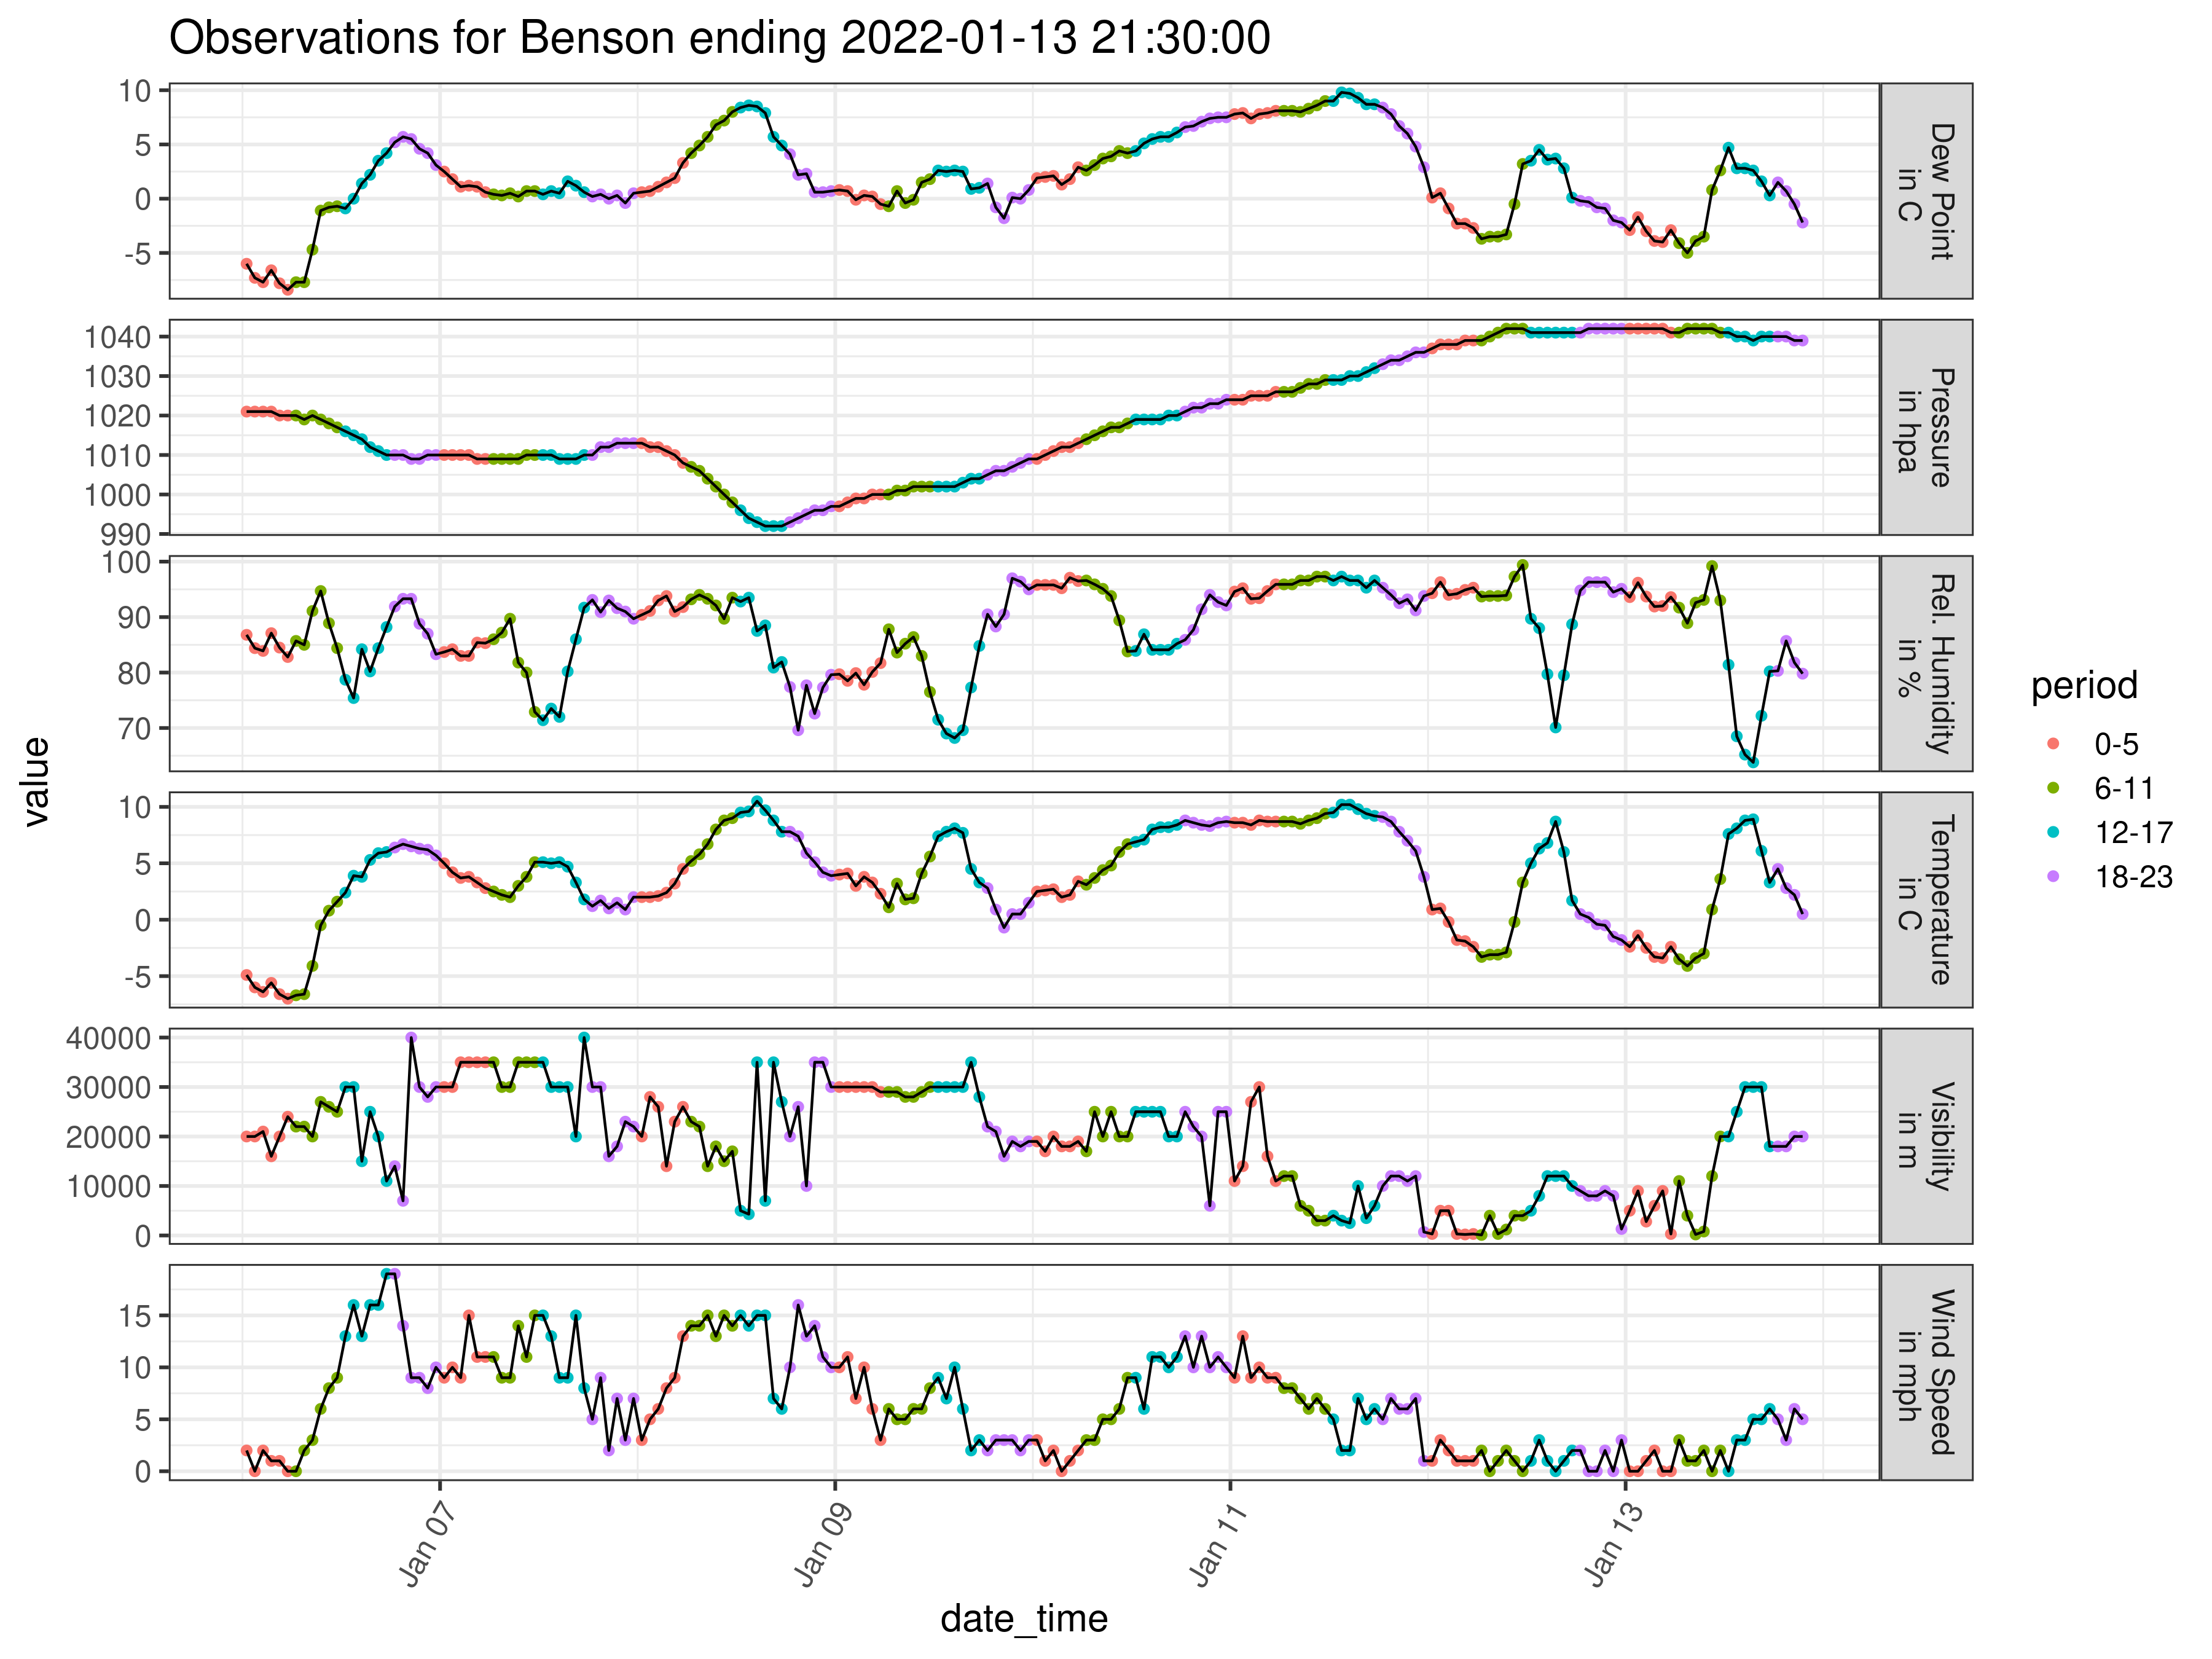 Observations for Benson ending 2022-01-13 21:30:00
value
10
5
0
-5
Dew Point
in C
1040
1030
1020
1010
1000
990
Pressure
in hpa
100
90
80
70
Rel. Humidity
in %
10
5
0
-5
Temperature
in C
40000
30000
20000
10000
0
Visibility
in m
15
10
5
0
Wind Speed
in mph
Jan 07
Jan 09
Jan 11
Jan 13
date_time
period
0-5
6-11
12-17
18-23